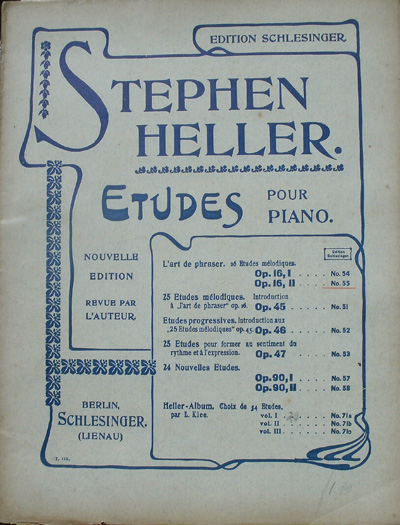 EDITION SCHLESINGER.
STEPHEN
HELLER.
ETUDES POUR
PIANO.
NOUVELLE
EDITION
REVUE PAR
L'AUTEUR.
BERLIN,
SCHLESINGER.
(LIENAU)
Edition
Schlesinger.
L'art de phraser. 26 Etudes mélodiques.
Op. 16, I . . . . . No. 54
Op. 16, II . . . . . No. 55
25 Etudes mélodiques. Introduction
à „l'art de phraser" op. 16. Op. 45 . . . . . No. 51
Etudes progressives. Introduction aux
„25 Etudes mélodiques" op. 45. Op. 46 . . . . . No. 52
25 Etudes pour former au sentiment du
rythme et à l'expression. Op. 47 . . . . . No. 53
24 Nouvelles Etudes.
Op. 90, I . . . . . No. 57
Op. 90, II . . . . . No. 58
Heller-Album. Choix de 54 Etudes,
par L. Klee. vol. I . . . . . No. 71a
vol. II . . . . . No. 71b
vol. III . . . . . No. 71c